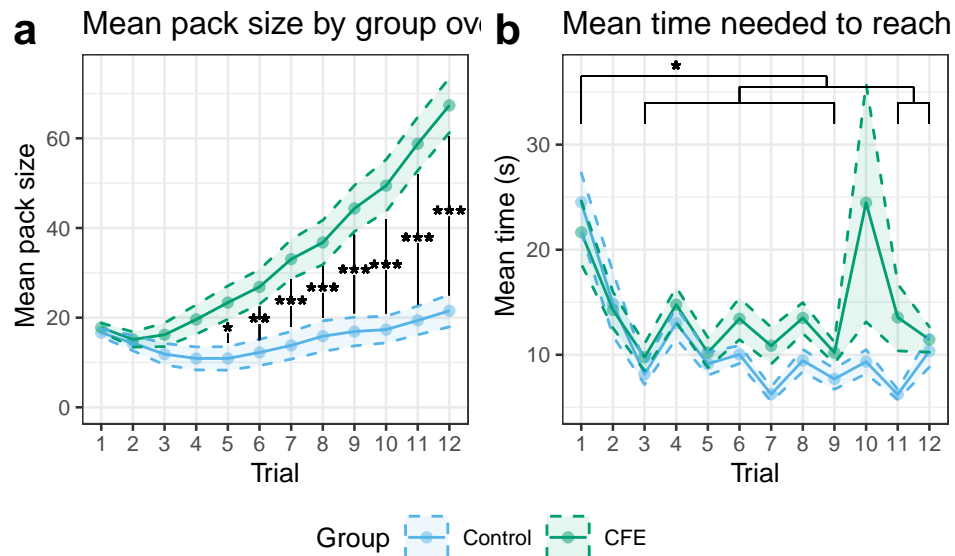 a
Mean pack size by group ov
Mean pack size
60
40
20
0
*
**
***
***
***
***
***
***
1 2 3 4 5 6 7 8 9 10 11 12
Trial
b
Mean time needed to reach
Mean time (s)
30
20
10
*
1 2 3 4 5 6 7 8 9 10 11 12
Trial
Group Control CFE